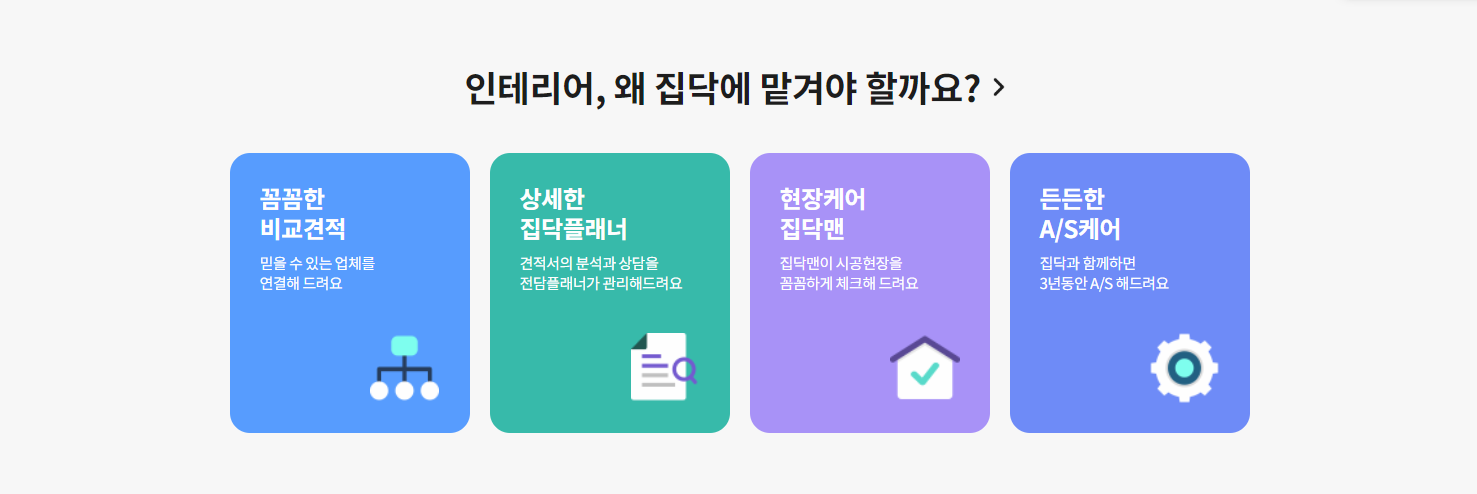 인테리어, 왜 집닥에 맡겨야 할까요?
꼼꼼한
비교견적
믿을 수 있는 업체를
연결해 드려요
상세한
집닥플래너
견적서의 분석과 상담을
전담플래너가 관리해드려요
현장케어
집닥맨
집닥맨이 시공현장을
꼼꼼하게 체크해 드려요
든든한
A/S케어
집닥과 함께하면
3년동안 A/S 해드려요